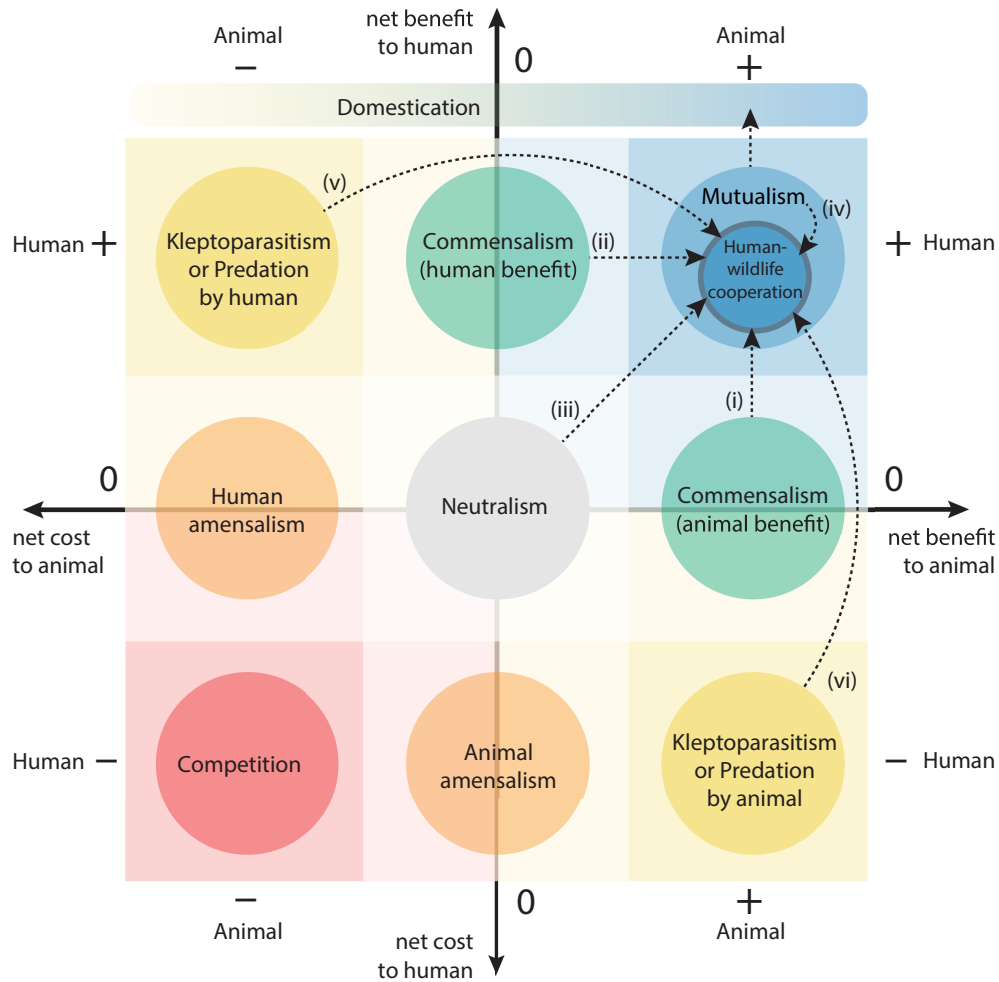 Animal
−
net benefit
to human
0
Animal
+
Domestication
Human +
Kleptoparasitism
or Predation
by human
(v)
Commensalism
(human benefit)
(ii)
Mutualism
(iv)
Human-
wildlife
cooperation
+ Human
(iii)
(i)
0
net cost
to animal
Human
amensalism
Neutralism
Commensalism
(animal benefit)
0
net benefit
to animal
(vi)
Human −
Competition
Animal
amensalism
Kleptoparasitism
or Predation
by animal
− Human
−
Animal
0
net cost
to human
+
Animal